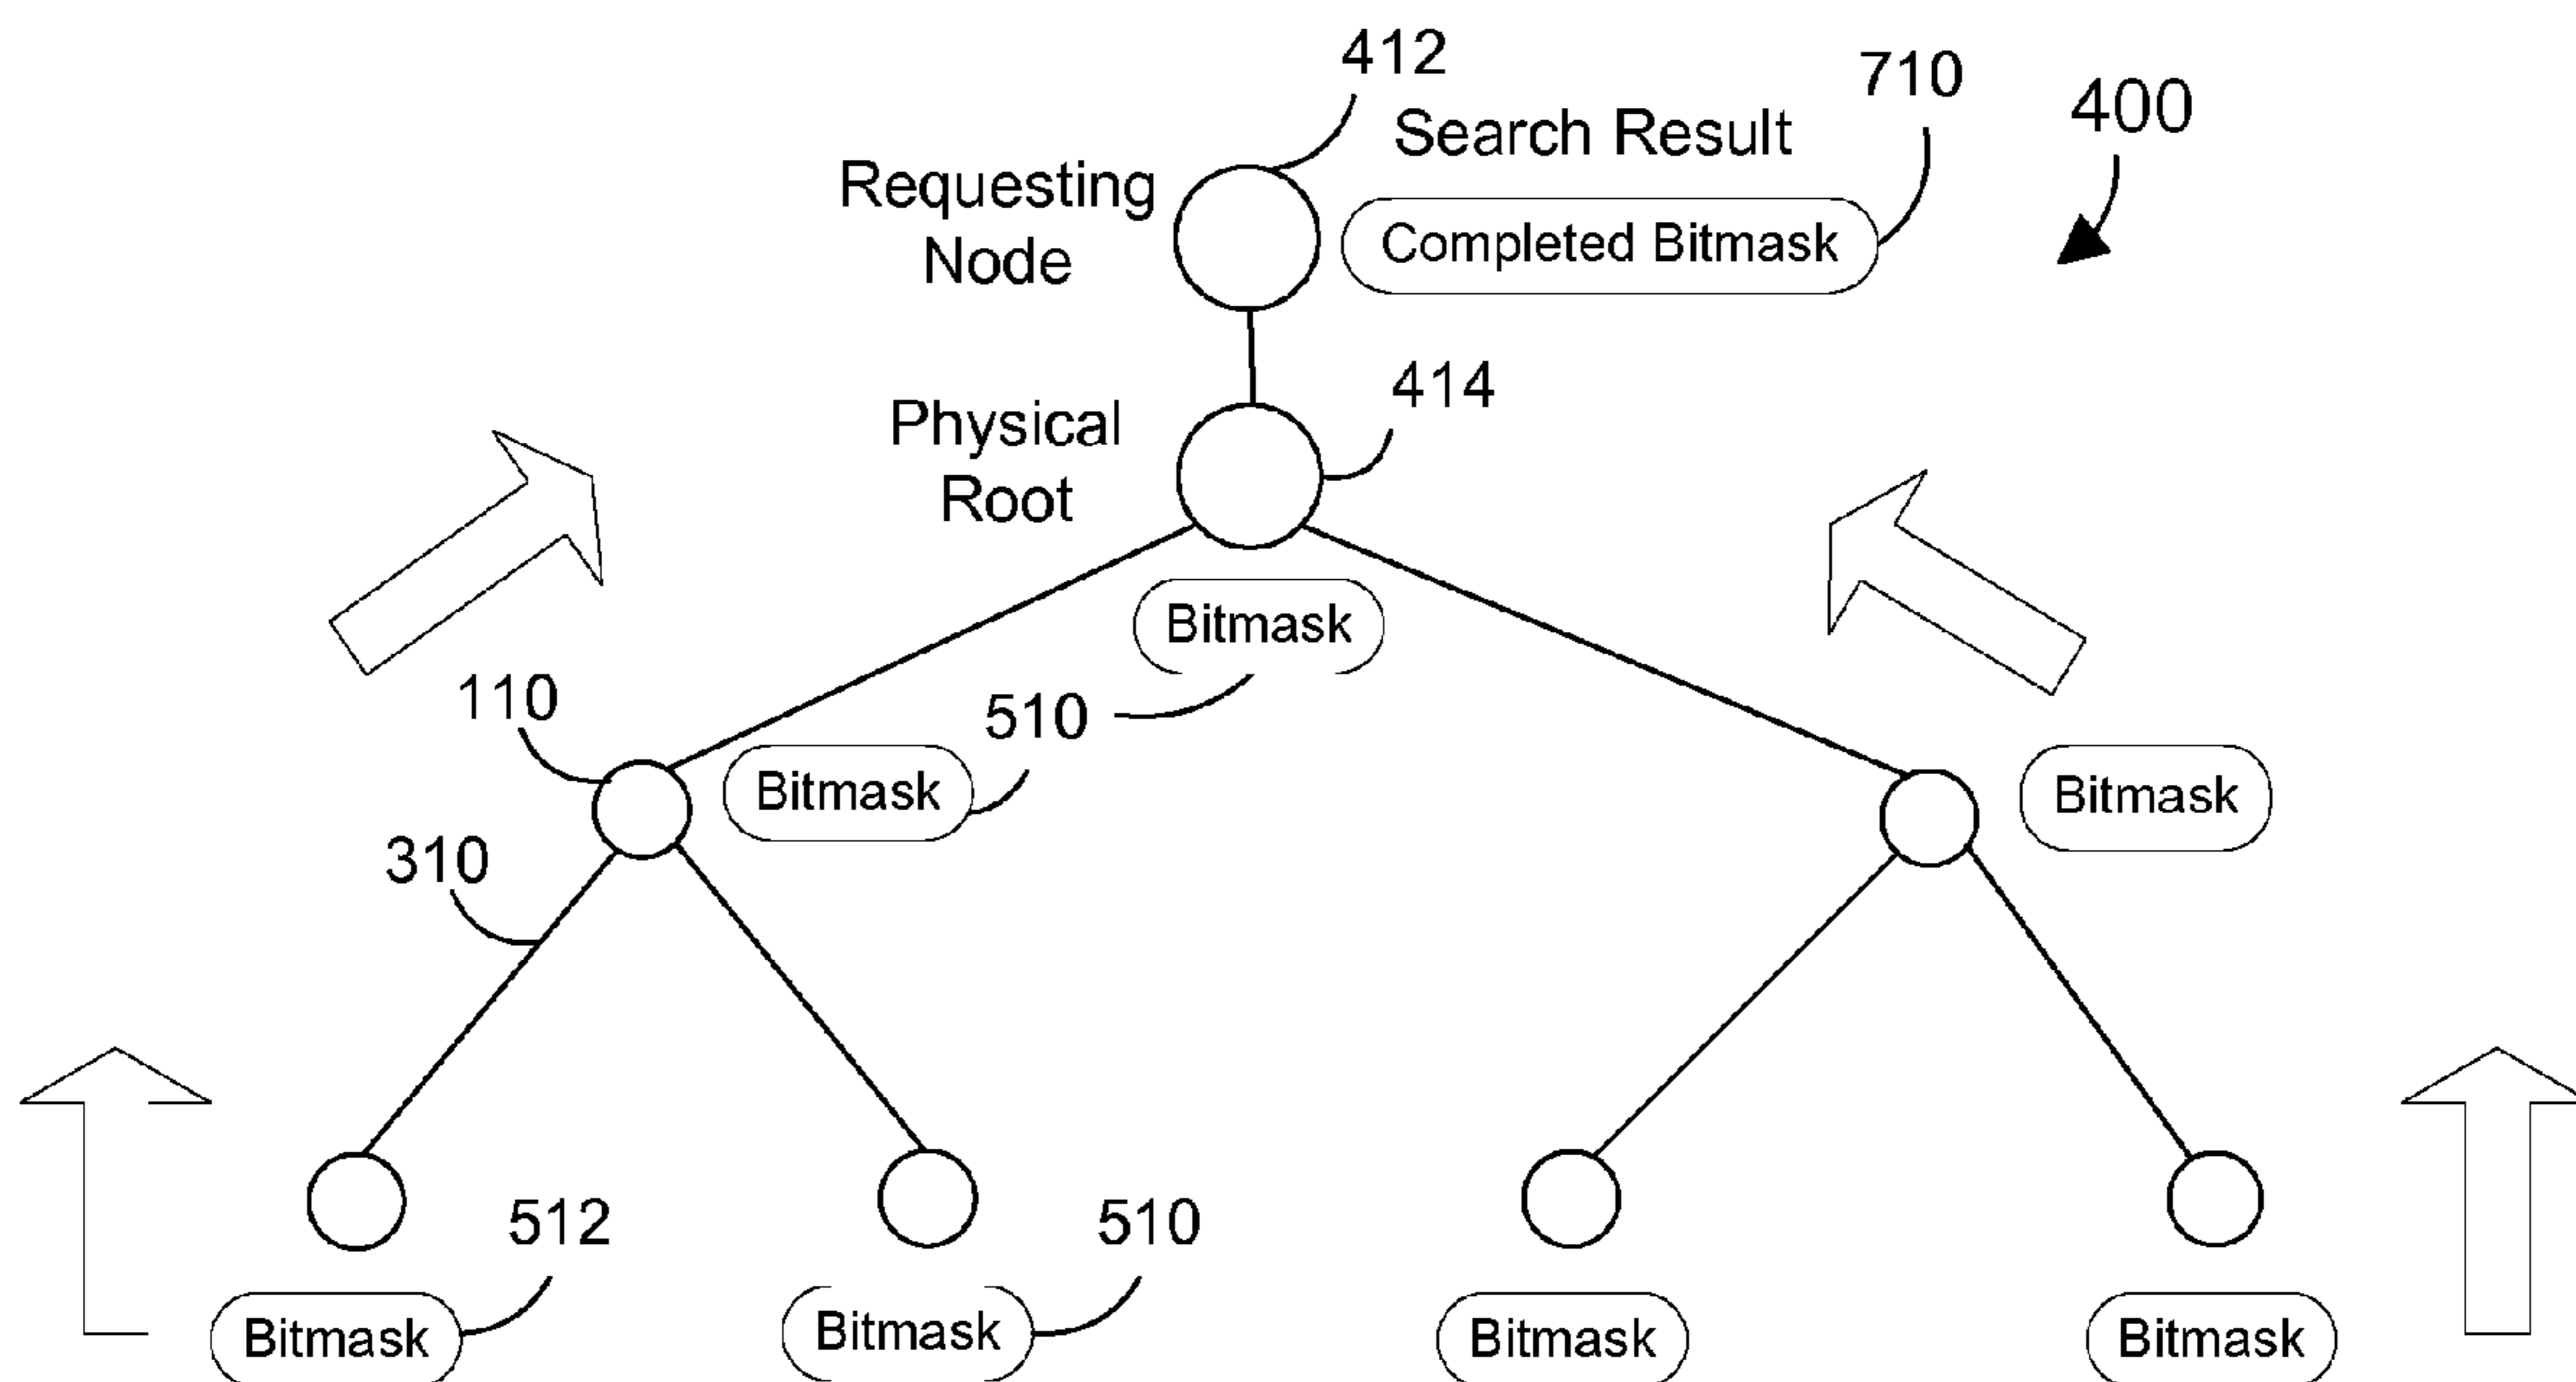 412
710
400
Search Result
Requesting
Node
Completed Bitmask
414
Physical
Root
Bitmask
110
510
Bitmask
Bitmask
310
512
510
Bitmask
Bitmask
Bitmask
Bitmask